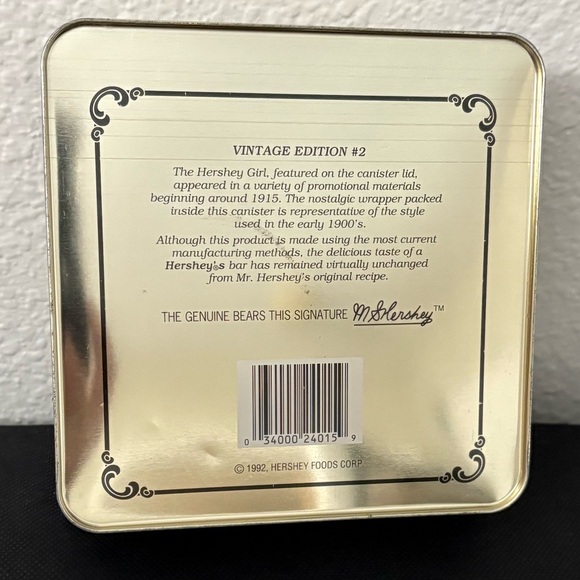 VINTAGE EDITION #2
The Hershey Girl, featured on the canister lid,
appeared in a variety of promotional materials
beginning around 1915. The nostalgic wrapper packed
inside this canister is representative of the style
used in the early 1900's.
Although this product is made using the most current
manufacturing methods, the delicious taste of a
Hershey's bar has remained virtually unchanged
from Mr. Hershey's original recipe.
THE GENUINE BEARS THIS SIGNATURE M.S. Hershey™
0 34000 24015 9
© 1992, HERSHEY FOODS CORP